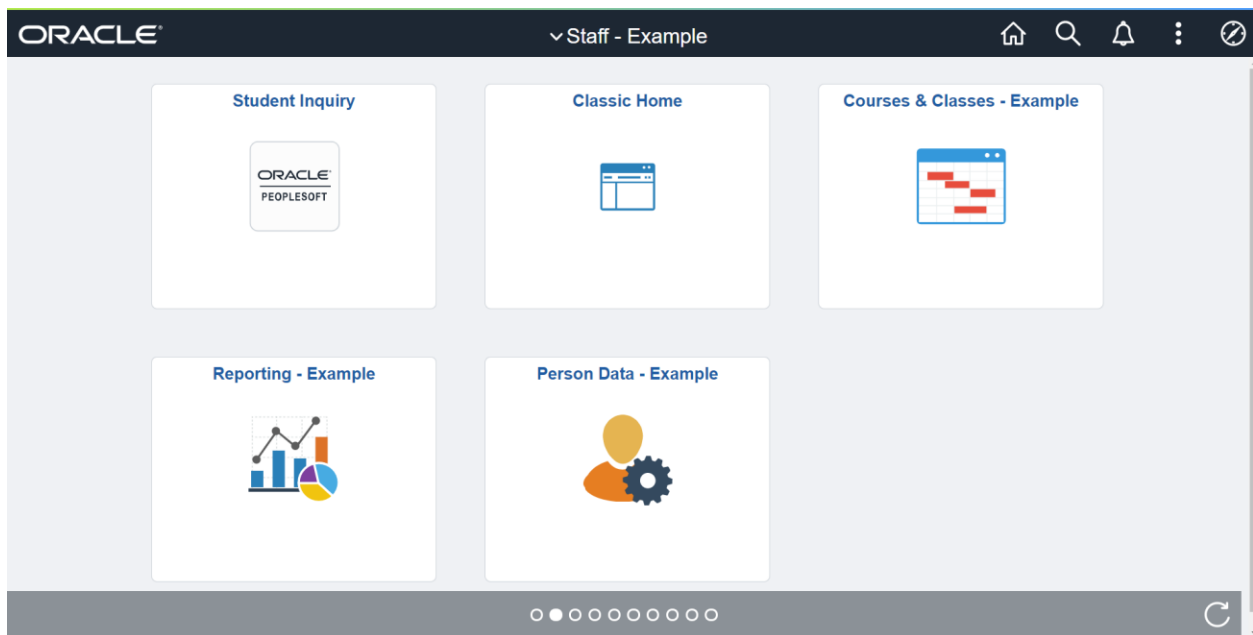 ORACLE
Staff - Example
Student Inquiry
Classic Home
Courses & Classes - Example
ORACLE
PEOPLESOFT
Reporting - Example
Person Data - Example